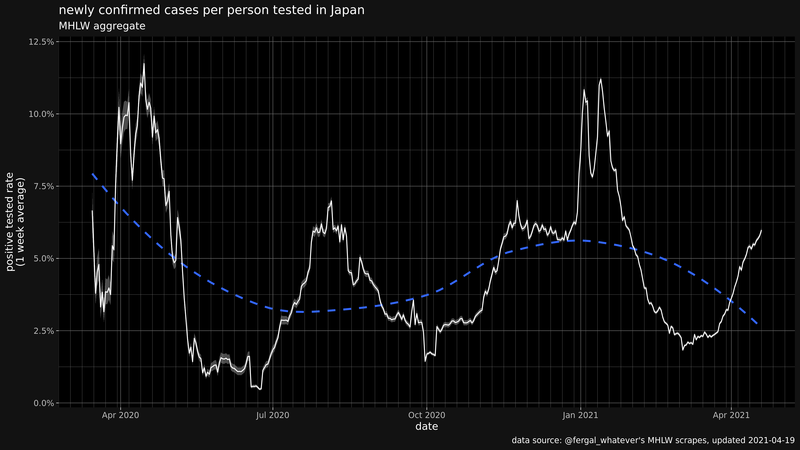 newly confirmed cases per person tested in Japan
MHLW aggregate
12.5%
10.0%
7.5%
5.0%
2.5%
0.0%
positive tested rate
(1 week average)
Apr 2020
Jul 2020
Oct 2020
Jan 2021
Apr 2021
date
data source: @fergal_whatever's MHLW scrapes, updated 2021-04-19